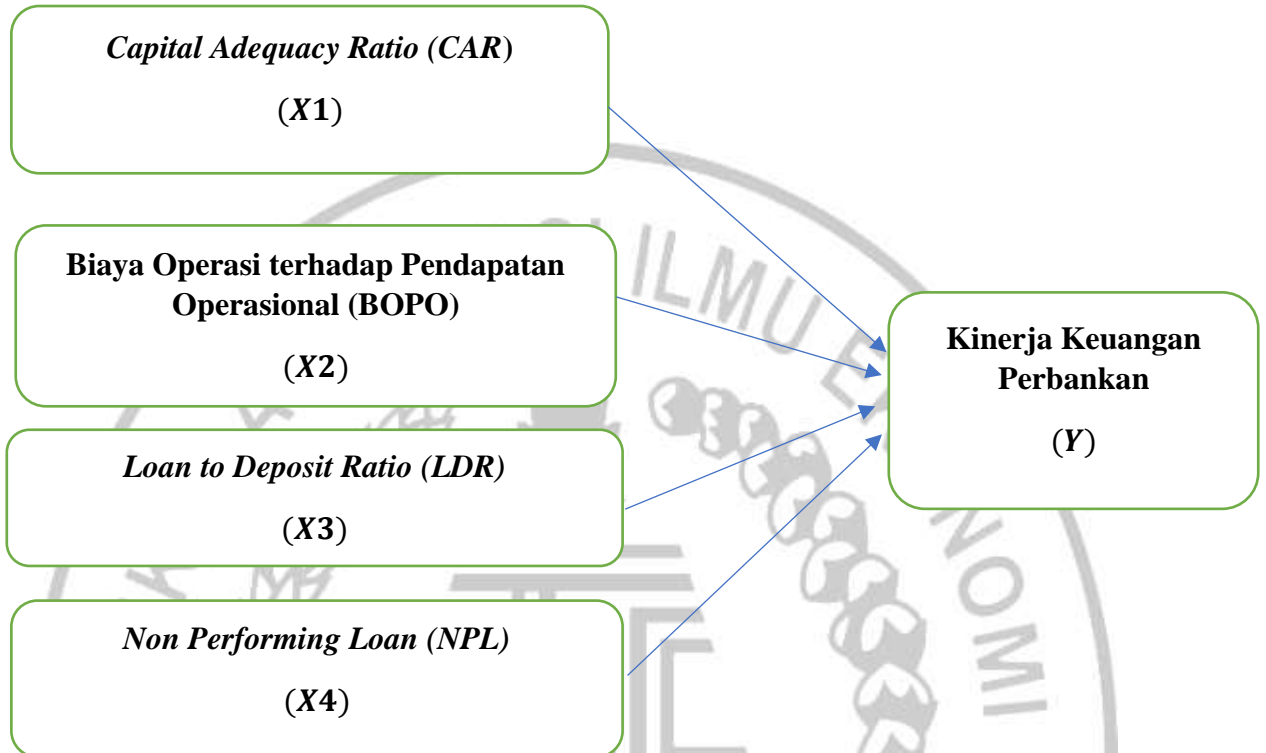 Capital Adequacy Ratio (CAR)
(X1)
Biaya Operasi terhadap Pendapatan
Operasional (BOPO)
(X2)
Loan to Deposit Ratio (LDR)
(X3)
Non Performing Loan (NPL)
(X4)
Kinerja Keuangan
Perbankan
(Y)
ILMU